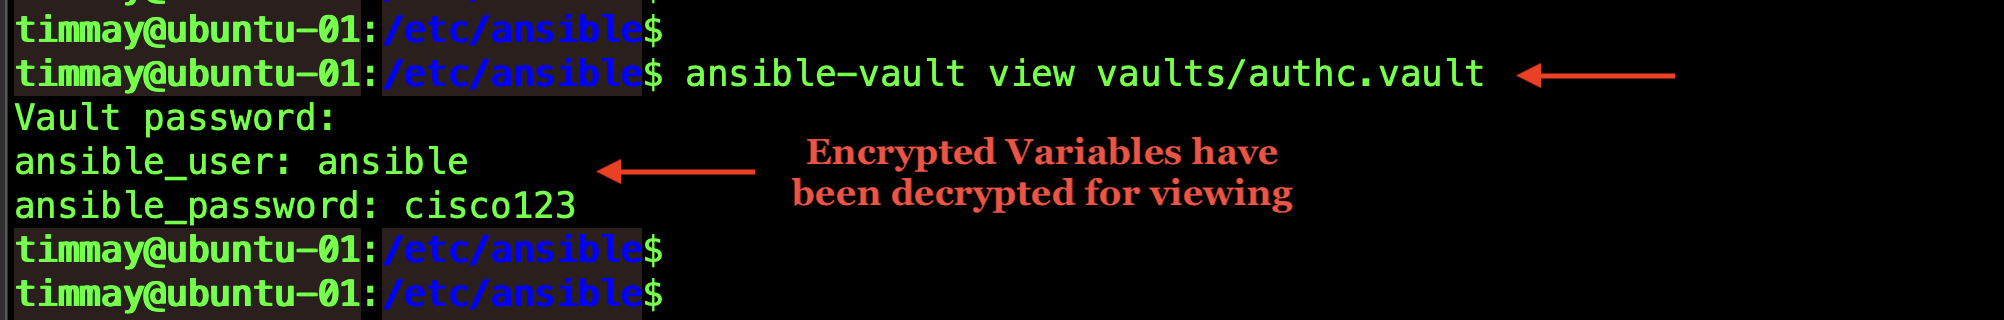 timmay@ubuntu-01:/etc/ansible$
timmay@ubuntu-01:/etc/ansible$ ansible-vault view vaults/authc.vault
Vault password:
ansible_user: ansible
ansible_password: cisco123
Encrypted Variables have
been decrypted for viewing
timmay@ubuntu-01:/etc/ansible$
timmay@ubuntu-01:/etc/ansible$